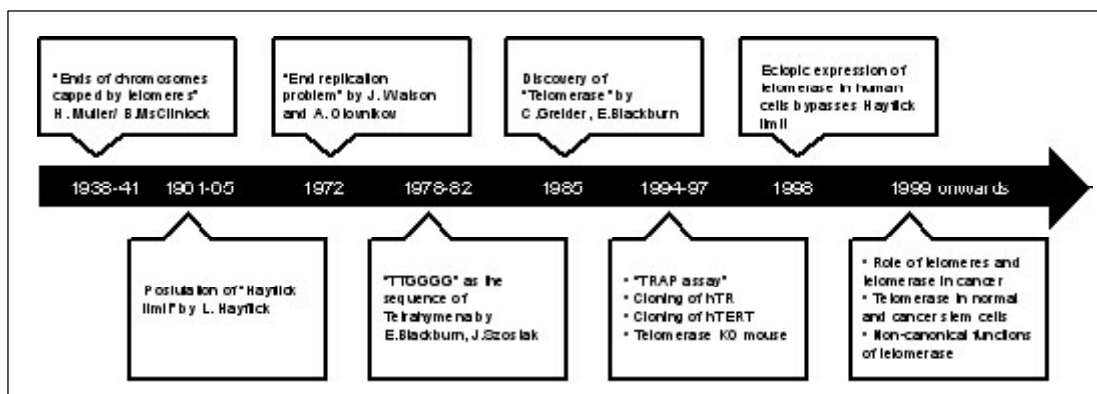 "Ends of chromosomes
capped by telomeres"
H. Muller/ B.McClintock
"End replication
problem" by J. Watson
and A. Olovnikov
Discovery of
"Telomerase" by
C.Greider, E.Blackburn
Ectopic expression of
telomerase in human
cells bypasses Hayflick
limit
1938-41 1961-65 1972 1978-82 1985 1994-97 1998 1999 onwards
Postulation of "Hayflick
limit" by L. Hayflick
"TTGGGG" as the
sequence of
Tetrahymena by
E.Blackburn, J.Szostak
• "TRAP assay"
• Cloning of hTR
• Cloning of hTERT
• Telomerase KO mouse
• Role of telomeres and
telomerase in cancer
• Telomerase in normal
and cancer stem cells
• Non-canonical functions
of telomerase